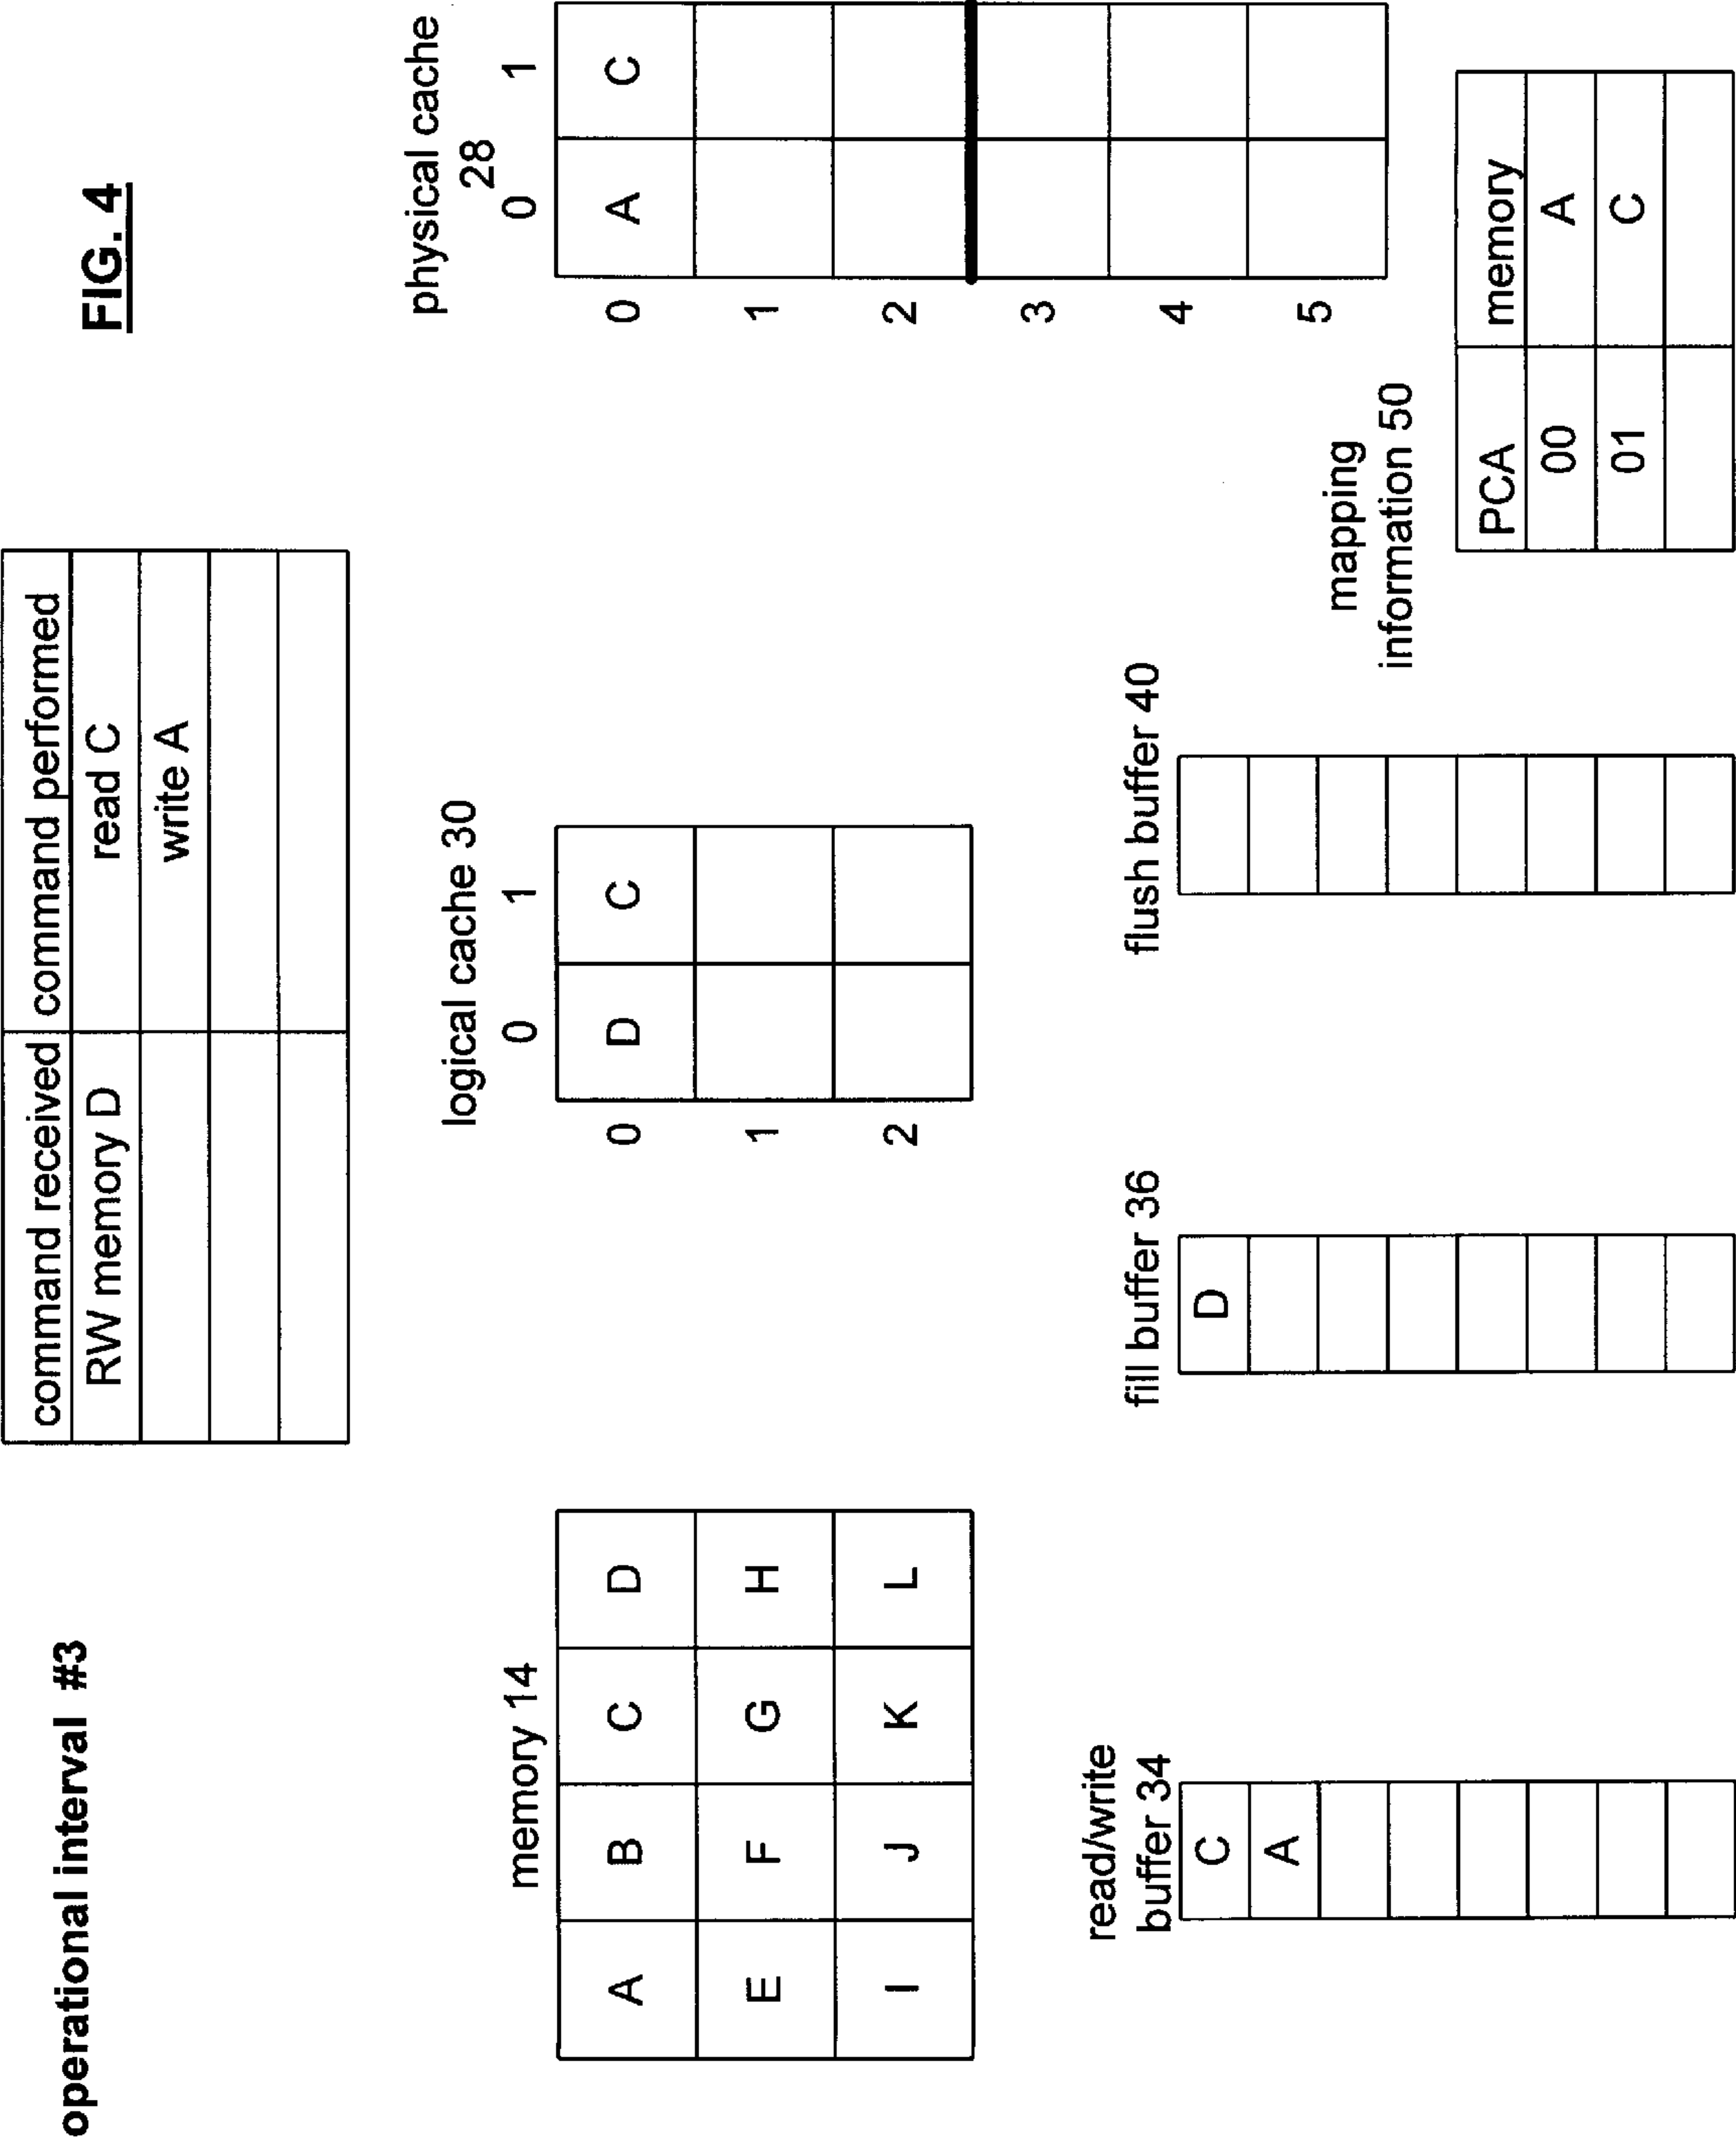 operational interval #3
FIG. 4
command received command performed
RW memory D read C
write A
memory 14
A B C D
E F G H
I J K L
logical cache 30
0 1
0 D C
1
2
physical cache
28
0 1
0 A C
1
2
3
4
5
read/write
buffer 34
C
A
fill buffer 36
D
flush buffer 40
mapping
information 50
PCA memory
00 A
01 C